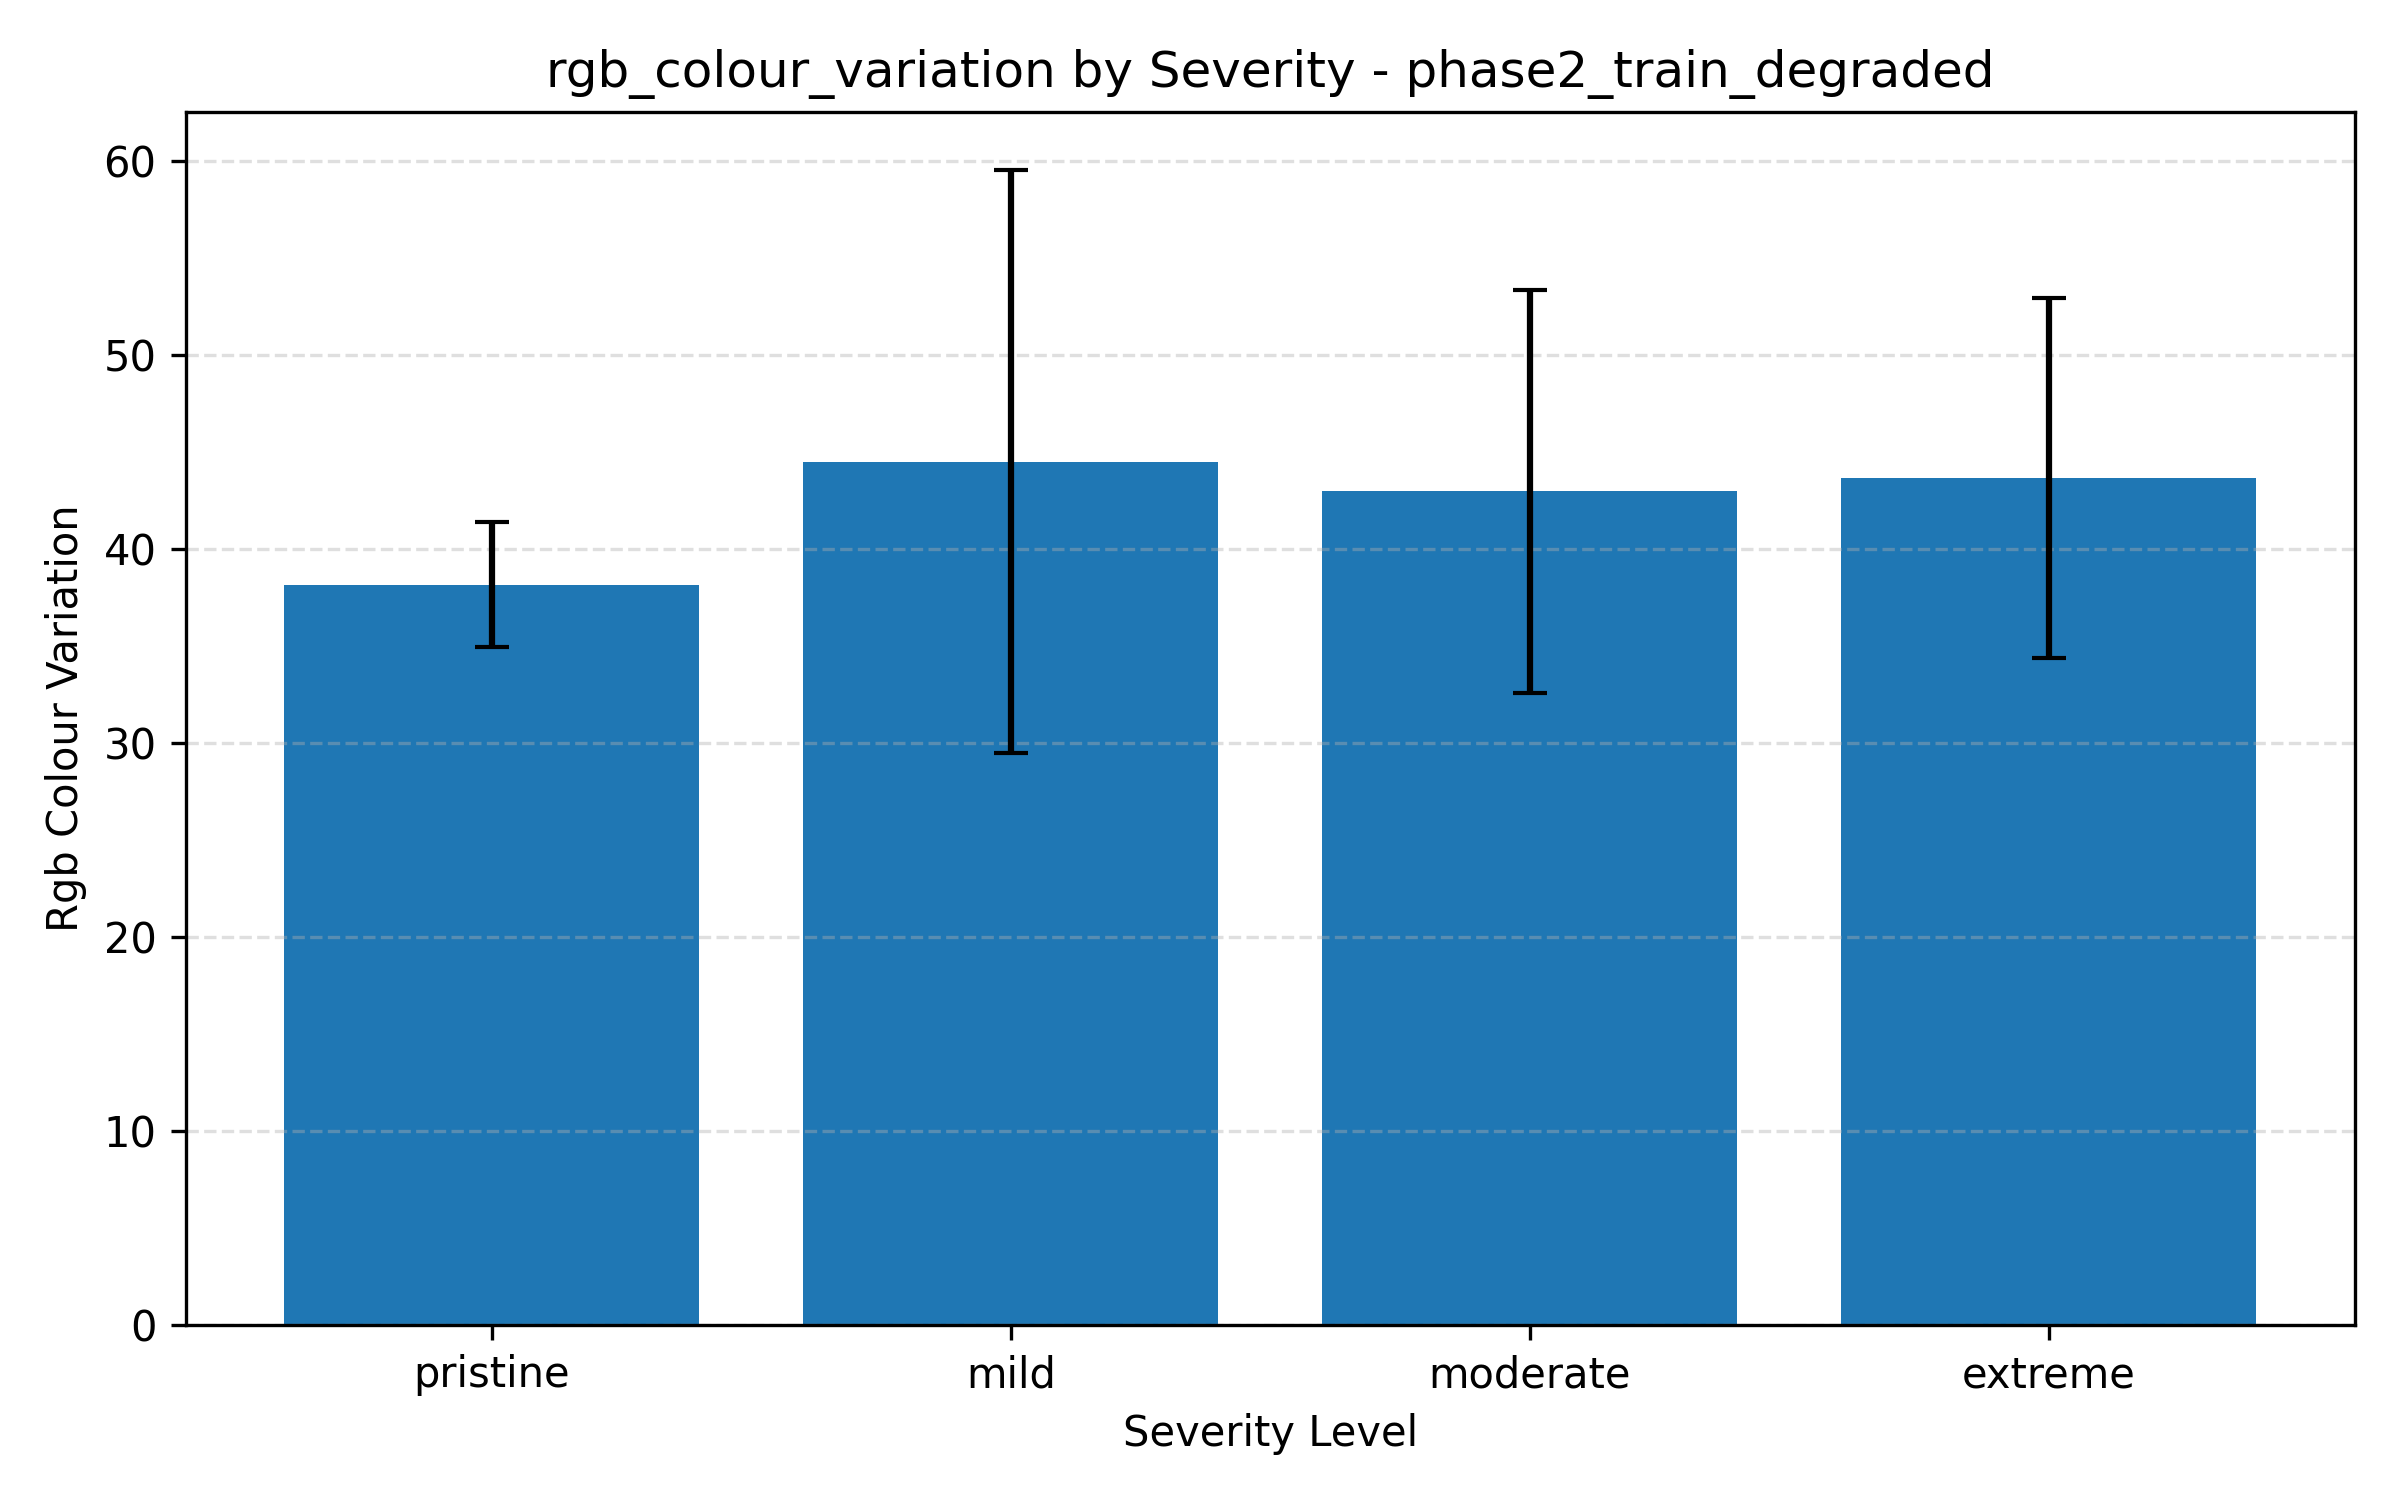 rgb_colour_variation by Severity - phase2_train_degraded
60
50
40
30
20
10
0
Rgb Colour Variation
pristine
mild
moderate
extreme
Severity Level